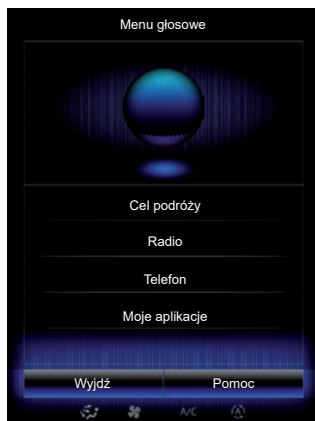 Menu głosowe
Cel podróży
Radio
Telefon
Moje aplikacje
Wyjdź Pomoc
A/C